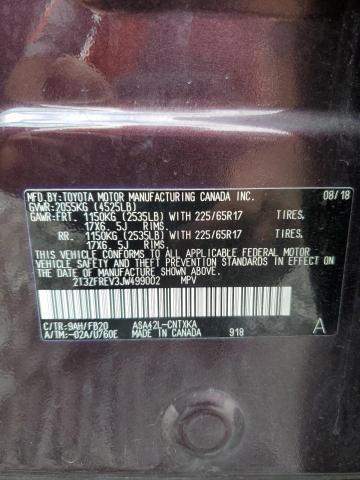 MFD.BY:TOYOTA MOTOR MANUFACTURING CANADA INC. 08/18
GVWR:2055KG (4525LB)
GAWR:FRT. 1150KG (2535LB) WITH 225/65R17 TIRES,
17X6. 5J RIMS.
RR. 1150KG (2535LB) WITH 225/65R17 TIRES,
17X6. 5J RIMS.
THIS VEHICLE CONFORMS TO ALL APPLICABLE FEDERAL MOTOR
VEHICLE SAFETY STANDARDS IN EFFECT ON THE DATE OF
MANUFACTURE SHOWN ABOVE.
2T3ZFREV3JW499002 MPV
C/TR:9AH/FB20 ASA42L-CNTXKA A
A/TM:-02A/U760E MADE IN CANADA 918